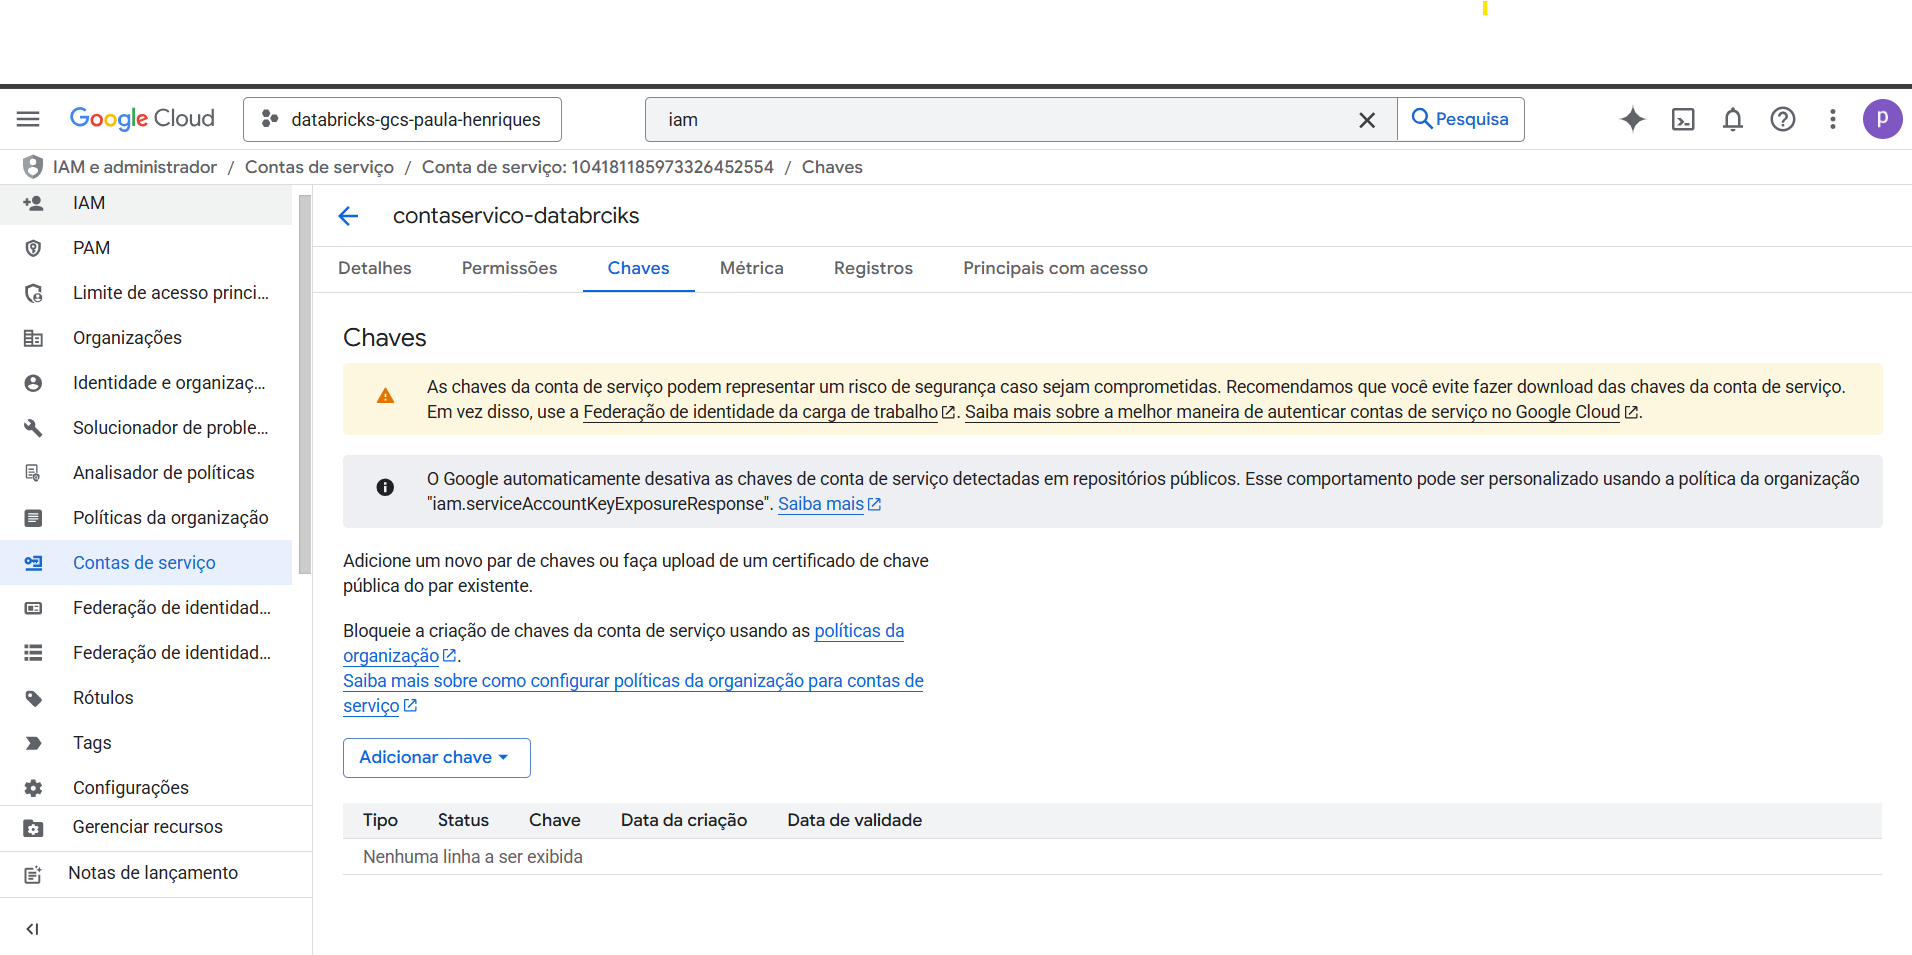 Google Cloud
databricks-gcs-paula-henriques
iam
Pesquisa
p
IAM e administrador / Contas de serviço / Conta de serviço: 104181185973326452554 / Chaves
IAM
PAM
Limite de acesso princi...
Organizações
Identidade e organizaç...
Solucionador de proble...
Analisador de políticas
Políticas da organização
Contas de serviço
Federação de identidad...
Federação de identidad...
Rótulos
Tags
Configurações
Gerenciar recursos
Notas de lançamento
contaservico-databrciks
Detalhes Permissões Chaves Métrica Registros Principais com acesso
Chaves
As chaves da conta de serviço podem representar um risco de segurança caso sejam comprometidas. Recomendamos que você evite fazer download das chaves da conta de serviço.
Em vez disso, use a Federação de identidade da carga de trabalho. Saiba mais sobre a melhor maneira de autenticar contas de serviço no Google Cloud.
O Google automaticamente desativa as chaves de conta de serviço detectadas em repositórios públicos. Esse comportamento pode ser personalizado usando a política da organização
"iam.serviceAccountKeyExposureResponse". Saiba mais
Adicione um novo par de chaves ou faça upload de um certificado de chave
pública do par existente.
Bloqueie a criação de chaves da conta de serviço usando as políticas da
organização.
Saiba mais sobre como configurar políticas da organização para contas de
serviço
Adicionar chave
Tipo Status Chave Data da criação Data de validade
Nenhuma linha a ser exibida